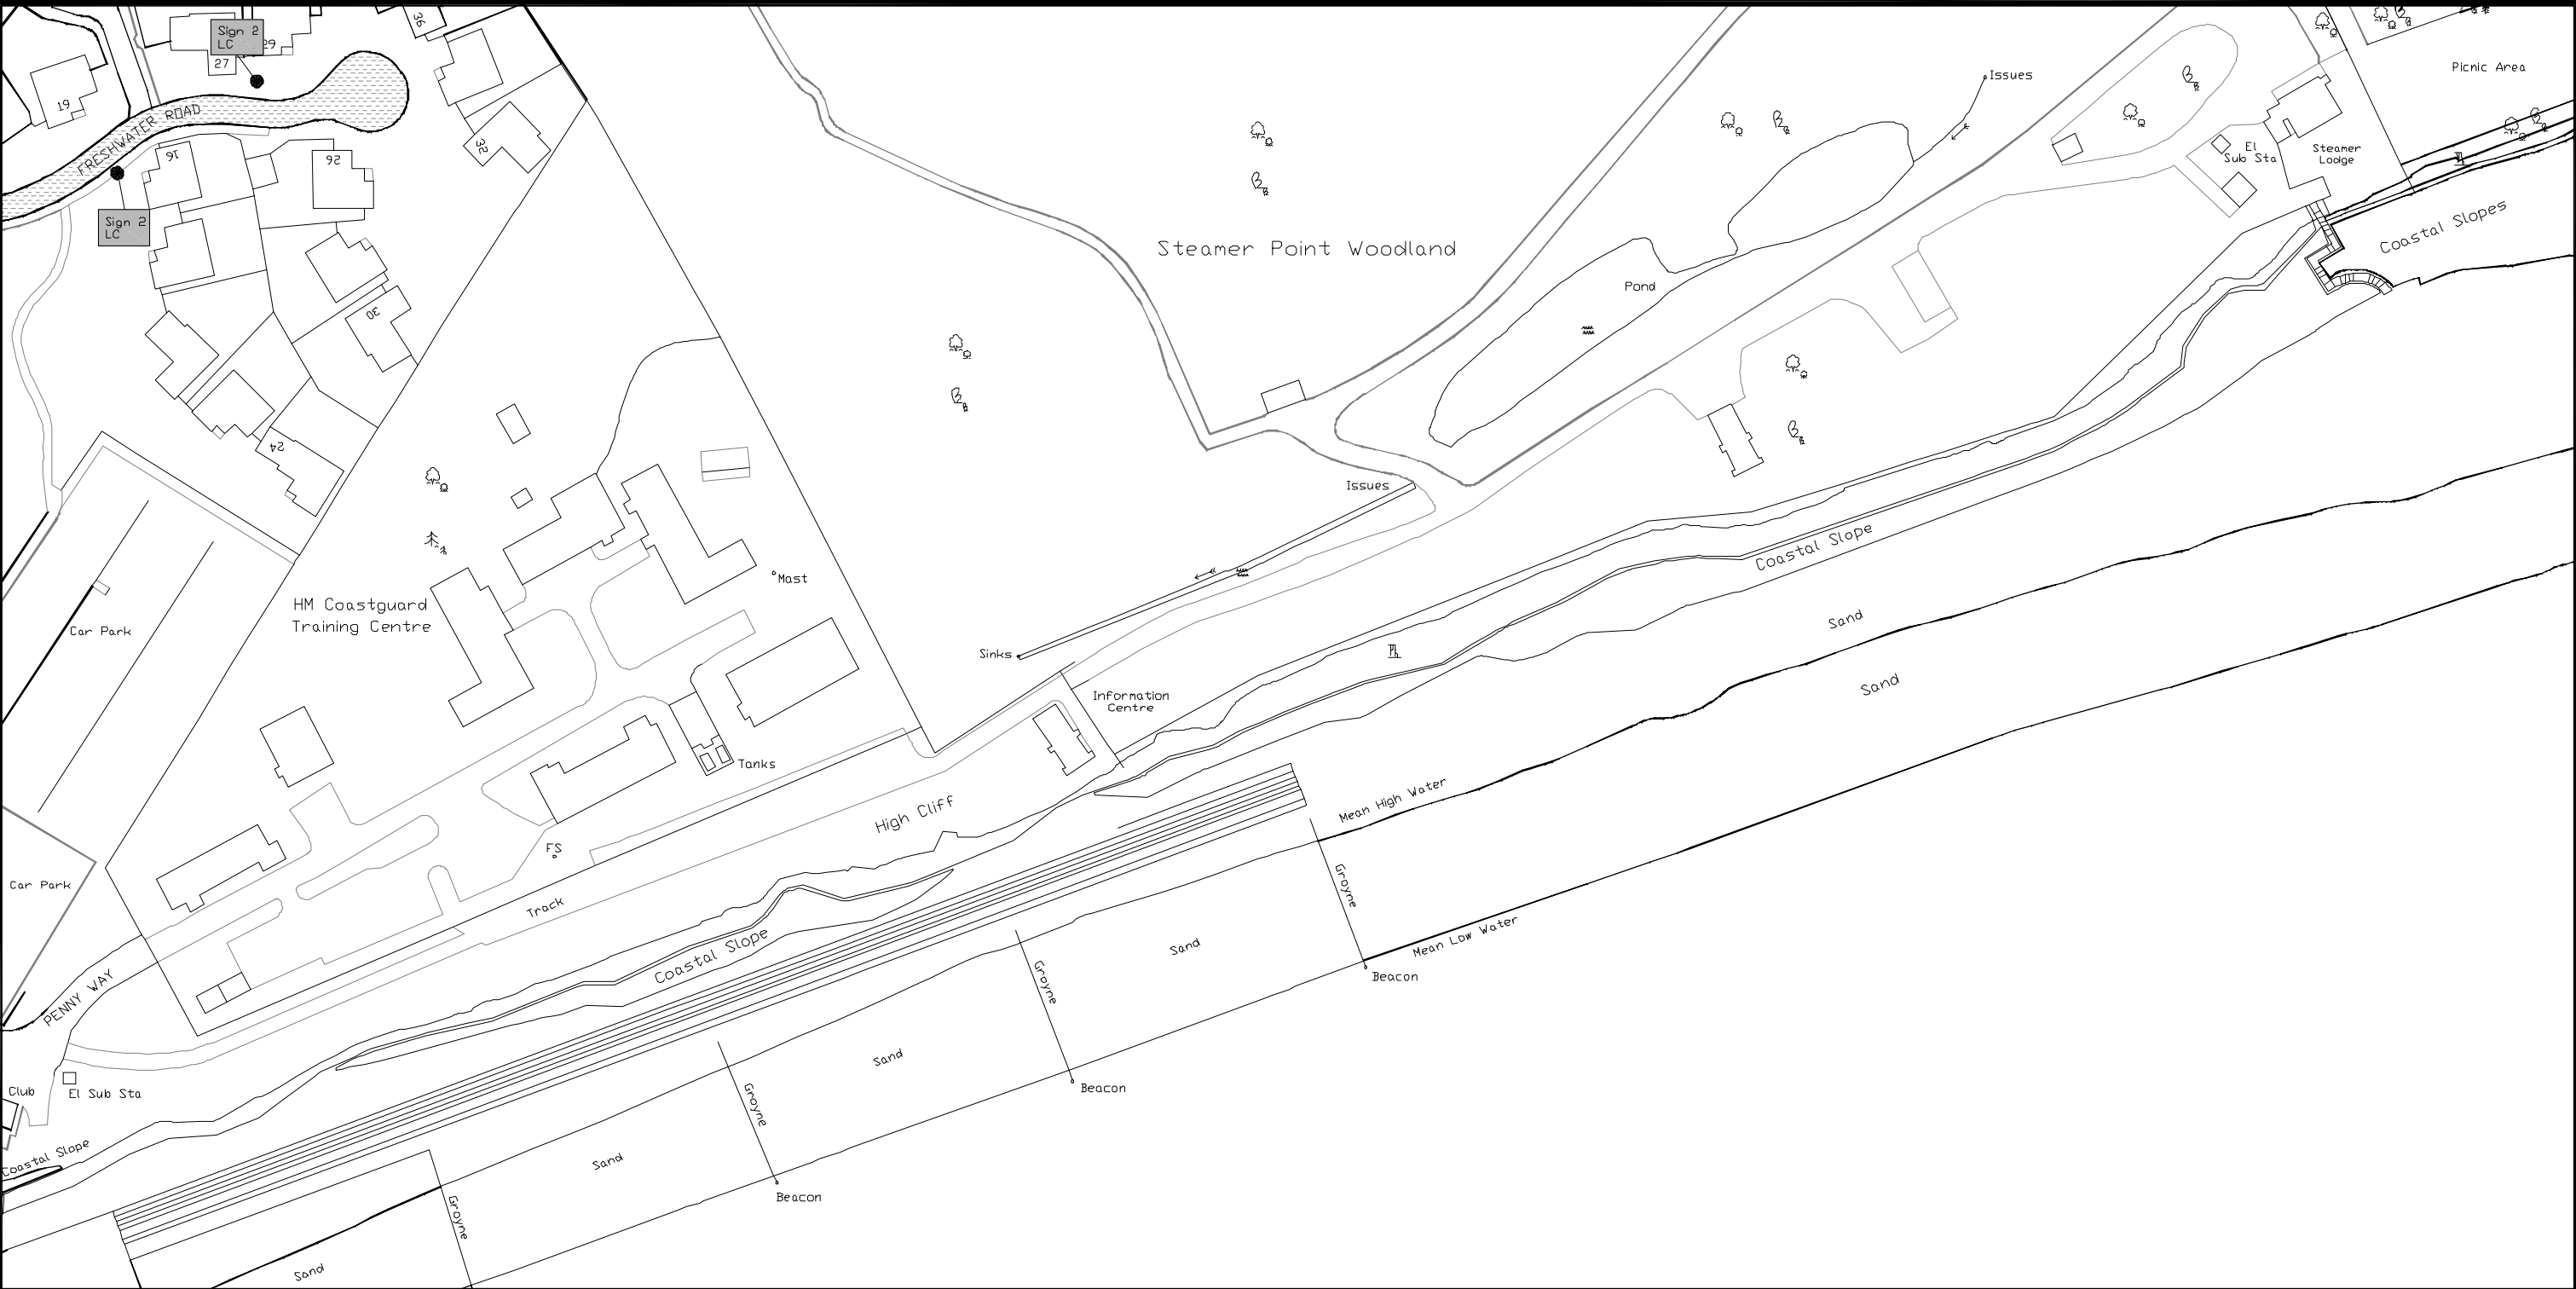 36
Sign 2
LC
29
27
19
FRESHWATER ROAD
16
26
32
Sign 2
LC
30
24
Issues
Picnic Area
El
Sub Sta
Steamer
Lodge
Coastal Slopes
Steamer Point Woodland
Pond
Issues
Coastal Slope
Mast
HM Coastguard
Training Centre
Car Park
Sand
Sinks
Sand
Information
Centre
Tanks
Mean High Water
High Cliff
FS
Car Park
Groyne
Track
Mean Low Water
Sand
Coastal Slope
Beacon
Groyne
PENNY WAY
Sand
Club
El Sub Sta
Beacon
Groyne
Coastal Slope
Sand
Beacon
Groyne
Sand